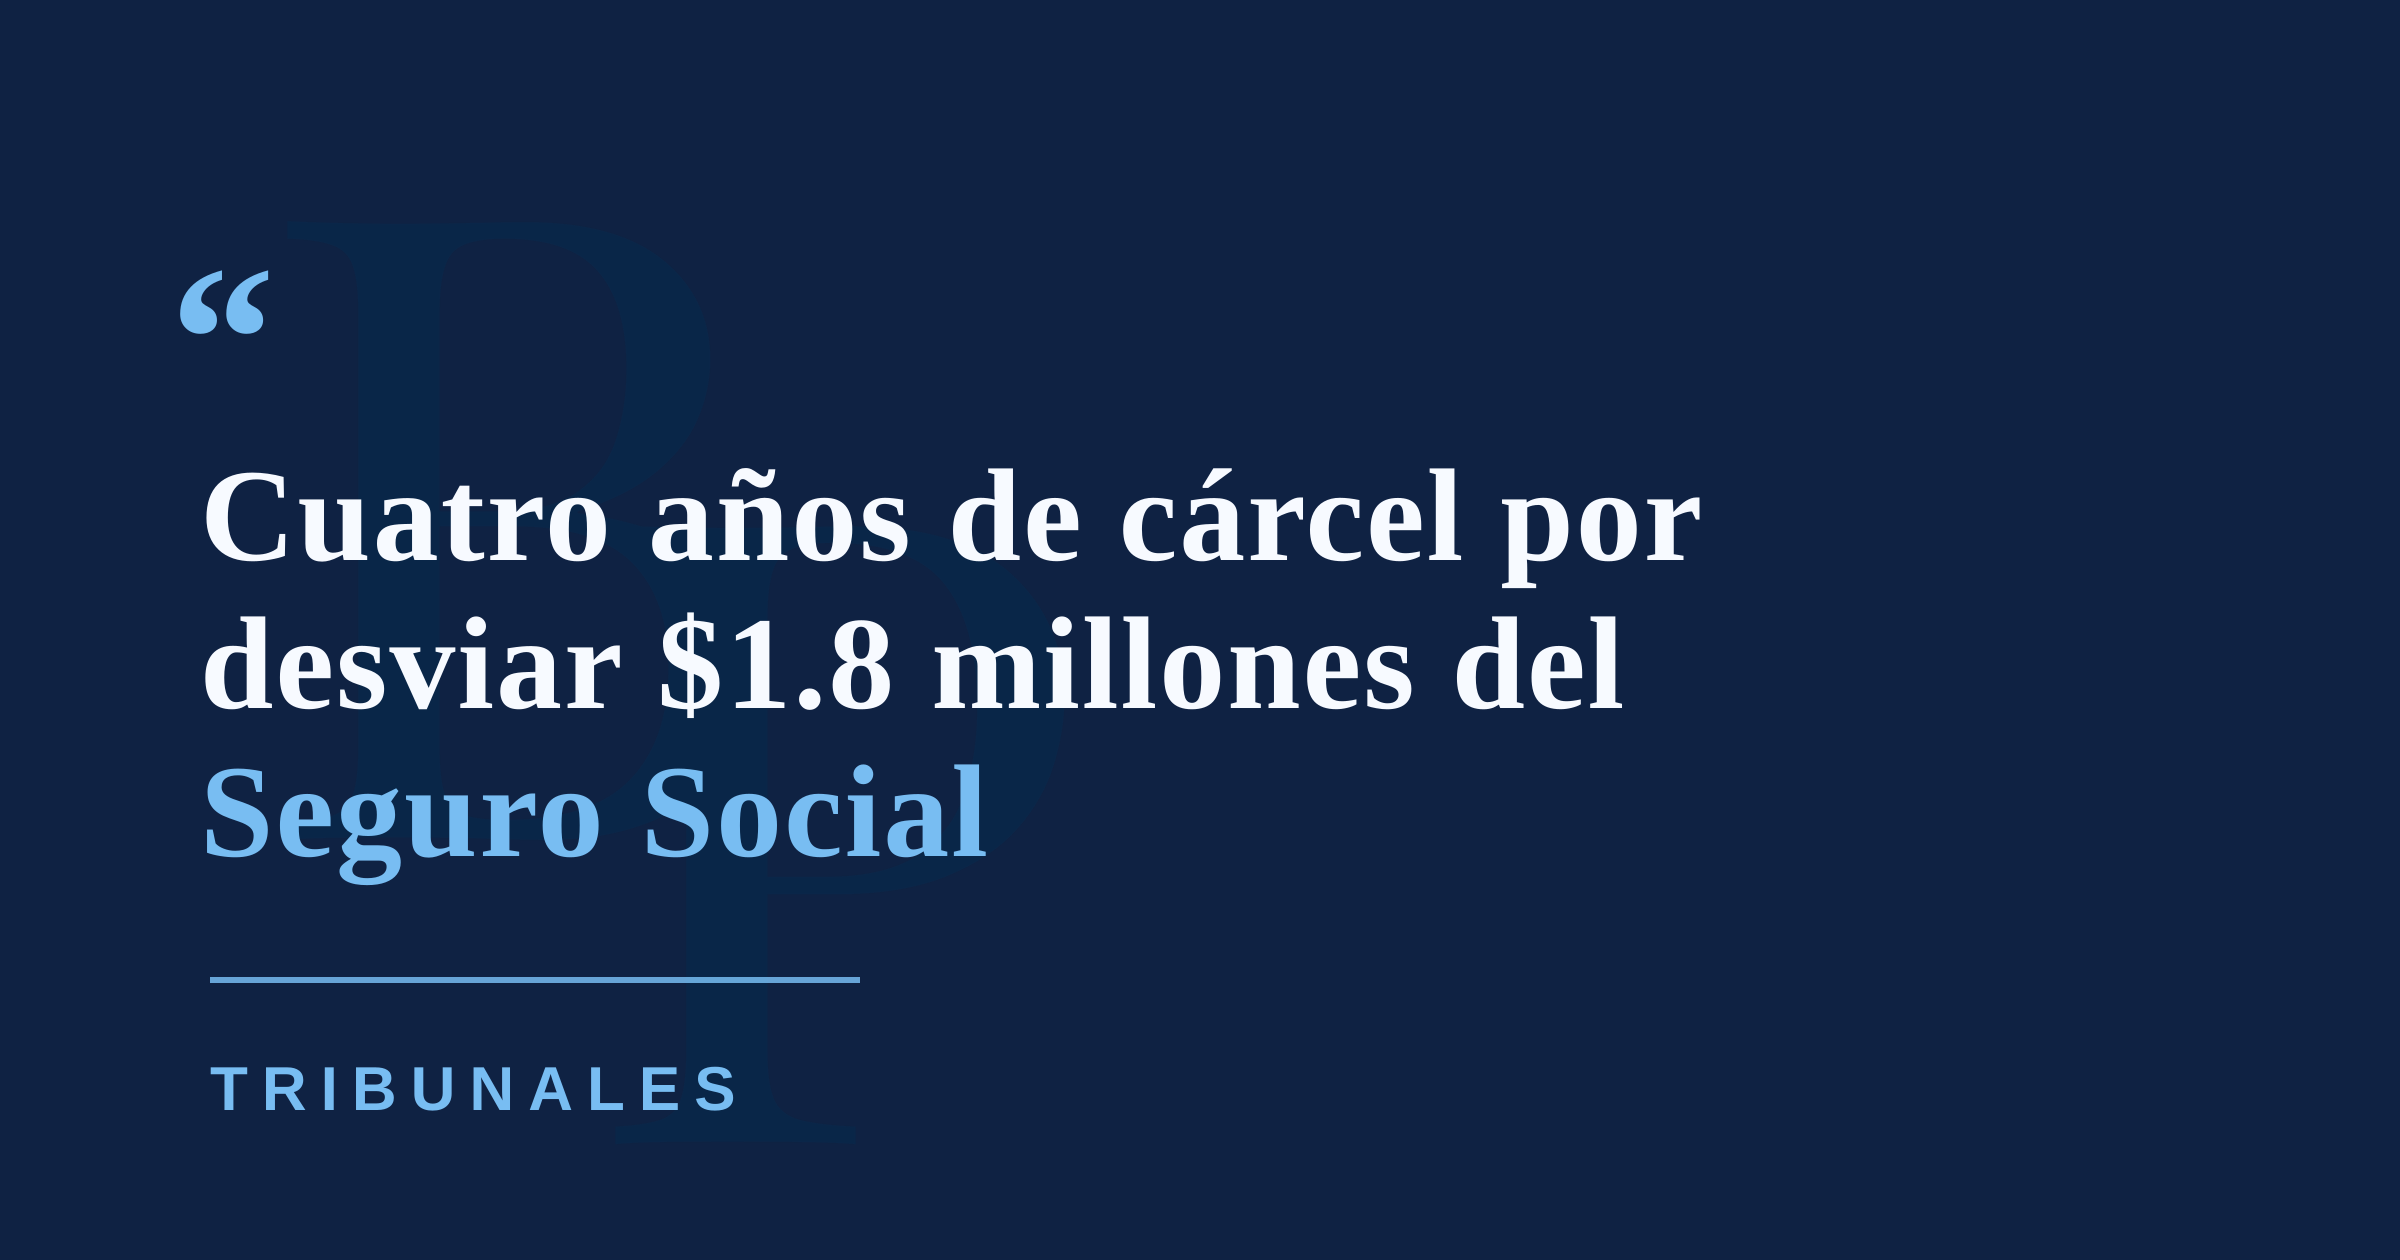 “
Cuatro años de cárcel por
desviar $1.8 millones del
Seguro Social
TRIBUNALES